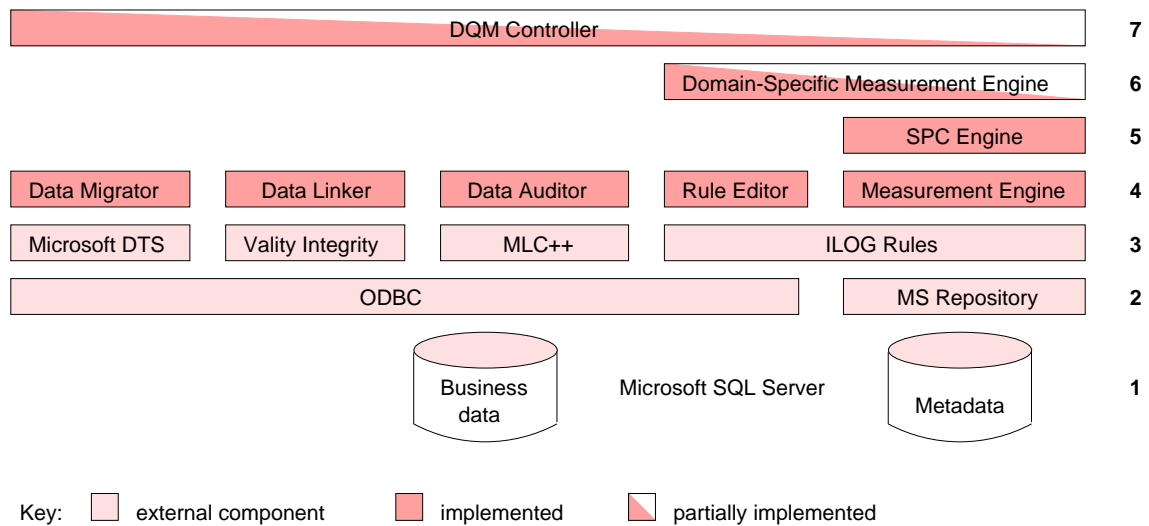 DQM Controller 7
Domain-Specific Measurement Engine 6
SPC Engine 5
Data Migrator Data Linker Data Auditor Rule Editor Measurement Engine 4
Microsoft DTS Vality Integrity MLC++ ILOG Rules 3
ODBC MS Repository 2
Business
data
Microsoft SQL Server
Metadata
1
Key: external component implemented partially implemented